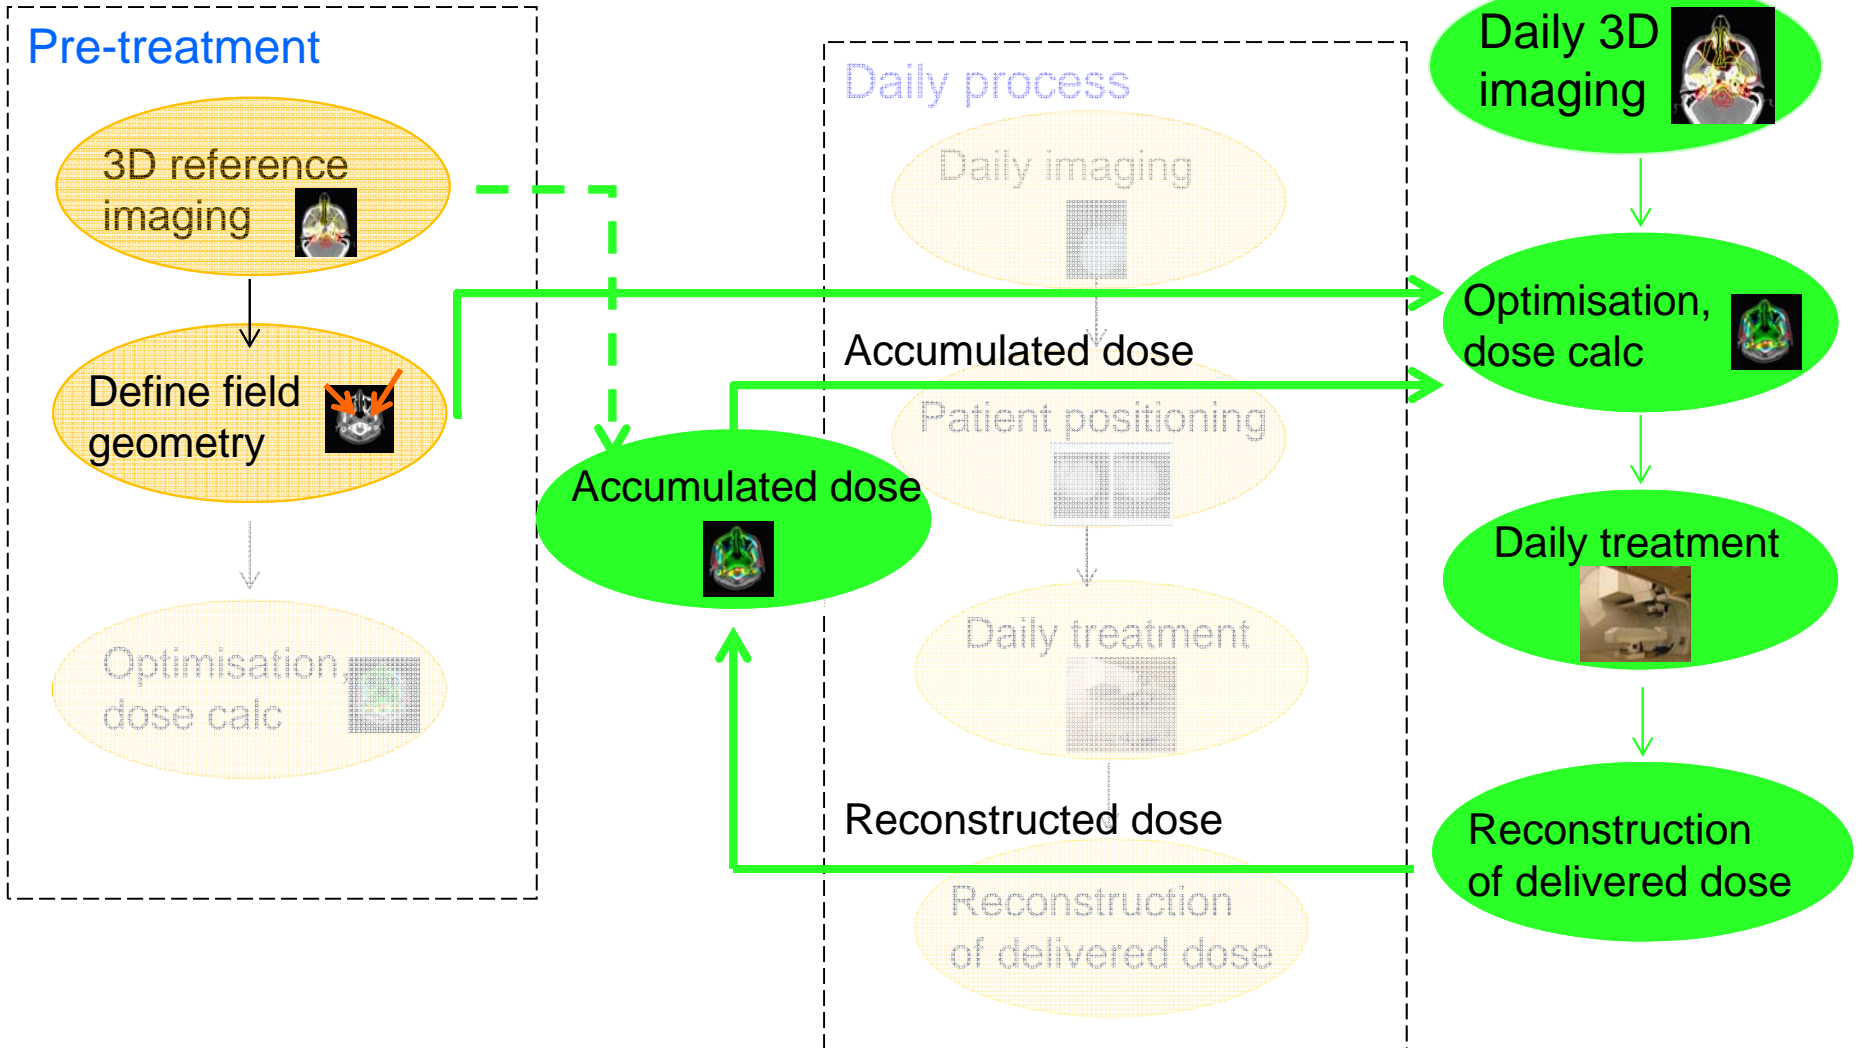 Pre-treatment
3D reference
imaging
Define field
geometry
Optimisation,
dose calc
Accumulated dose
Daily process
Daily imaging
Accumulated dose
Patient positioning
Daily treatment
Reconstructed dose
Reconstruction
of delivered dose
Daily 3D
imaging
Optimisation,
dose calc
Daily treatment
Reconstruction
of delivered dose